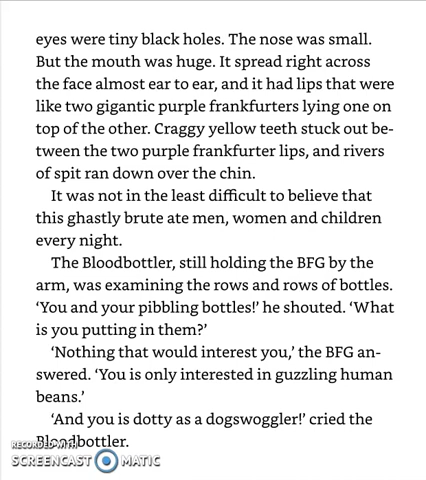 eyes were tiny black holes. The nose was small.
But the mouth was huge. It spread right across
the face almost ear to ear, and it had lips that were
like two gigantic purple frankfurters lying one on
top of the other. Craggy yellow teeth stuck out be-
tween the two purple frankfurter lips, and rivers
of spit ran down over the chin.
It was not in the least difficult to believe that
this ghastly brute ate men, women and children
every night.
The Bloodbottler, still holding the BFG by the
arm, was examining the rows and rows of bottles.
‘You and your pibbling bottles!’ he shouted. ‘What
is you putting in them?’
‘Nothing that would interest you,’ the BFG an-
swered. ‘You is only interested in guzzling human
beans.’
‘And you is dotty as a dogswoggler!’ cried the
Bloodbottler.
RECORDED WITH
SCREENCAST MATIC